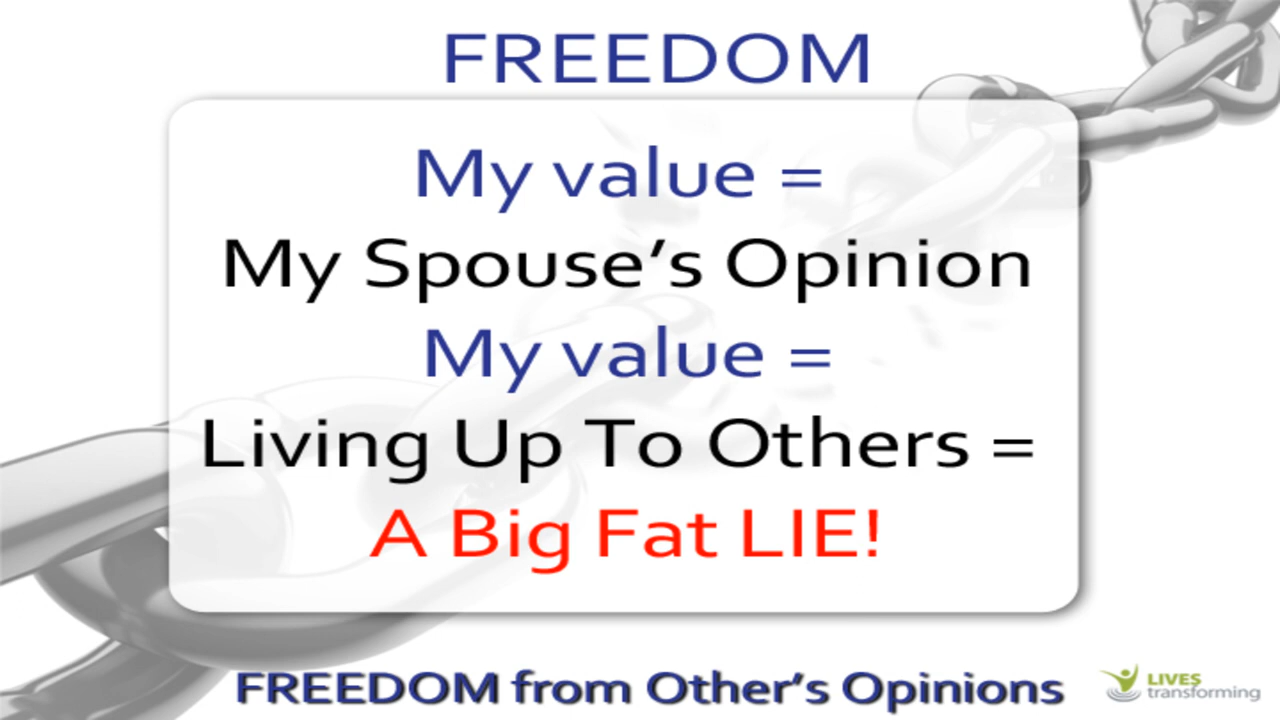 FREEDOM
My value =
My Spouse’s Opinion
My value =
Living Up To Others =
A Big Fat LIE!
FREEDOM from Other’s Opinions
LIVES
transforming